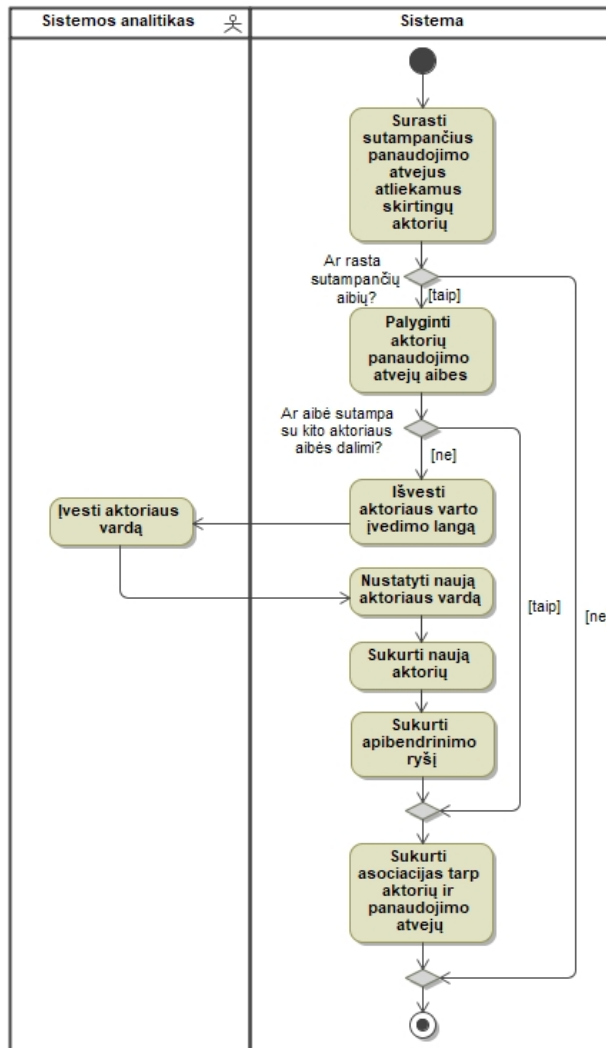 Sistemos analitikas
Sistema
Surasti
sutampančius
panaudojimo
atvejus
atliekamus
skirtingų
aktorių
Ar rasta
sutampančių
aibių?
[taip]
Palyginti
aktorių
panaudojimo
atvejų aibes
Ar aibė sutampa
su kito aktoriaus
aibės dalimi?
[ne]
Išvesti
aktoriaus varto
įvedimo langą
Įvesti aktoriaus
vardą
Nustatyti naują
aktoriaus vardą
[taip]
[ne
Sukurti naują
aktorių
Sukurti
apibendrinimo
ryšį
Sukurti
asociacijas tarp
aktorių ir
panaudojimo
atvejų